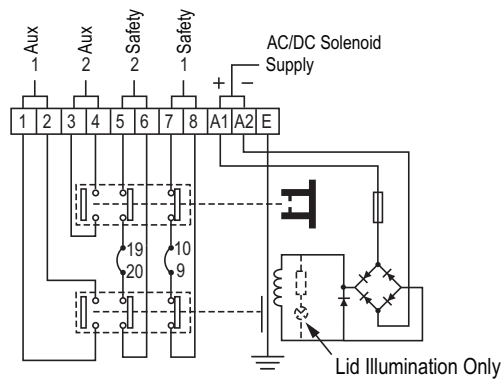 Aux 1
Aux 2
Safety 2
Safety 1
AC/DC Solenoid
Supply
+ −
1 2 3 4 5 6 7 8 A1 A2 E
19 10
20 9
Lid Illumination Only